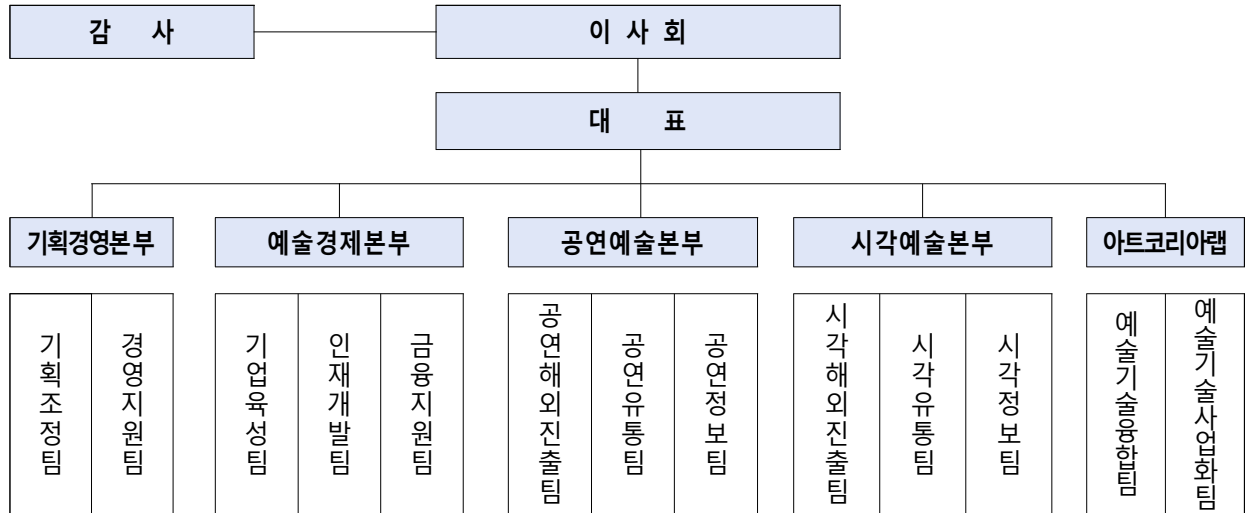 감 사
이 사 회
대 표
기획경영본부
예술경제본부
공연예술본부
시각예술본부
아트코리아랩
기획조정팀
경영지원팀
기업육성팀
인재개발팀
금융지원팀
공연해외진출팀
공연유통팀
공연정보팀
시각해외진출팀
시각유통팀
시각정보팀
예술기술융합팀
예술기술사업화팀